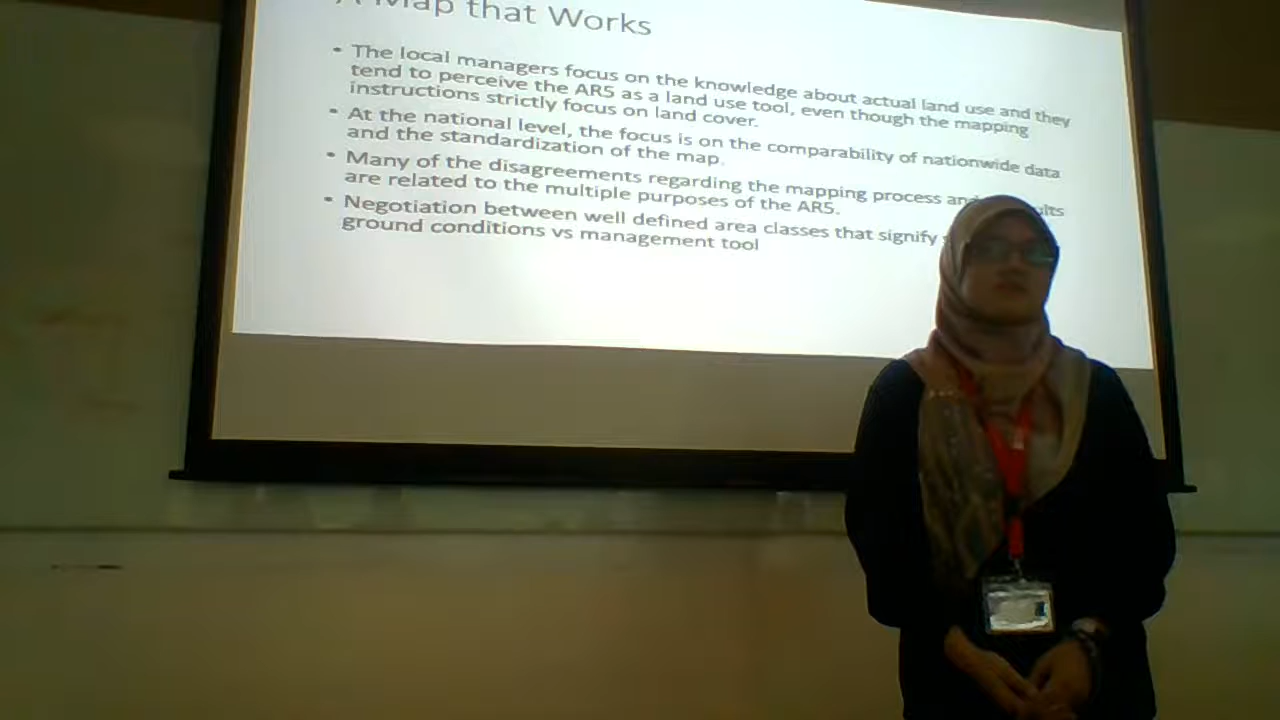 Map that Works
• The local managers focus on the knowledge about actual land use and they
tend to perceive the AR5 as a land use tool, even though the mapping
instructions strictly focus on land cover.
• At the national level, the focus is on the comparability of nationwide data
and the standardization of the map.
• Many of the disagreements regarding the mapping process
are related to the multiple purposes of the AR5.
• Negotiation between well defined area classes that signify
ground conditions vs management tool